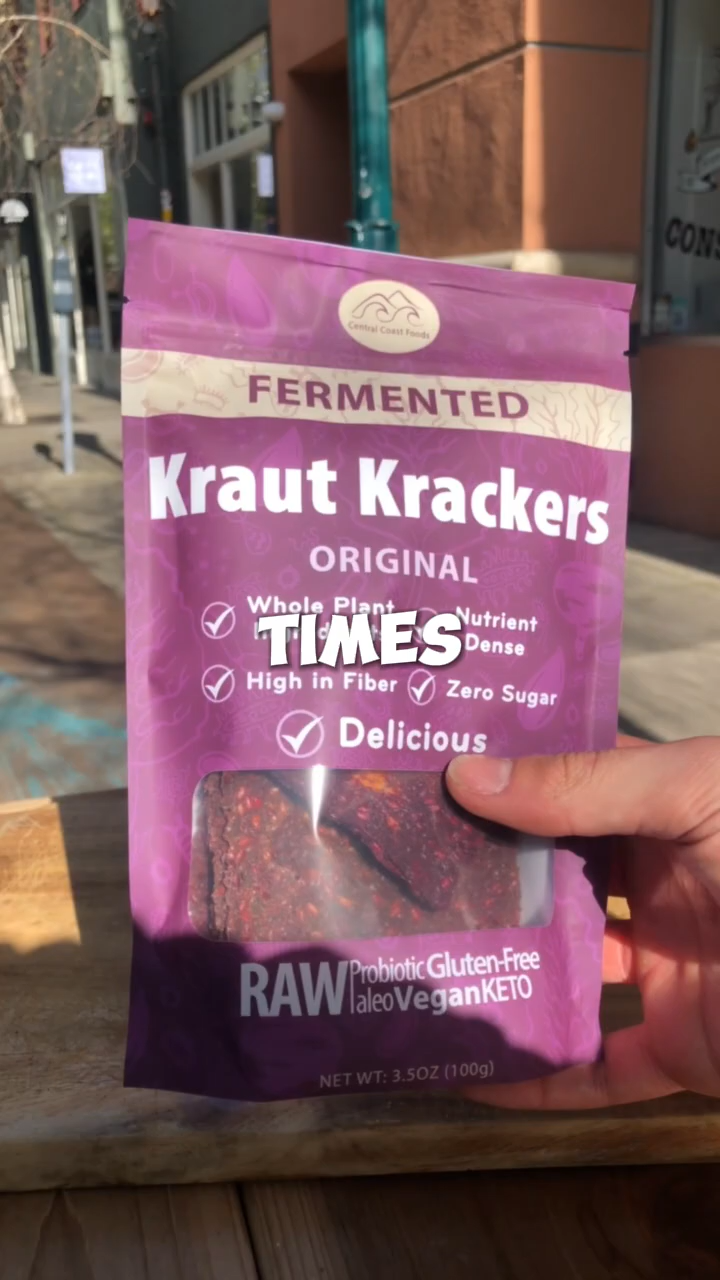 Central Coast Foods
FERMENTED
Kraut Krackers
ORIGINAL
Whole Plant
Nutrient
Dense
TIMES
High in Fiber
Zero Sugar
Delicious
RAW
Probiotic Gluten-Free
aleo Vegan KETO
NET WT: 3.5OZ (100g)
CONS